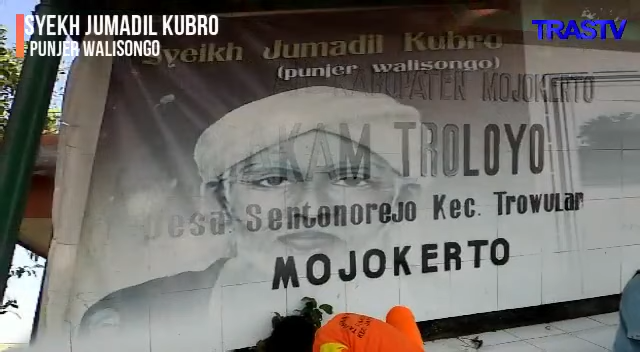 SYEKH JUMADIL KUBRO
PUNJER WALISONGO
TRASTV
Syeikh Jumadil Kubro
(punjer walisongo)
KABUPATEN MOJOKERTO
MAKAM TROLOYO
Desa Sentonorejo Kec. Trowulan
MOJOKERTO